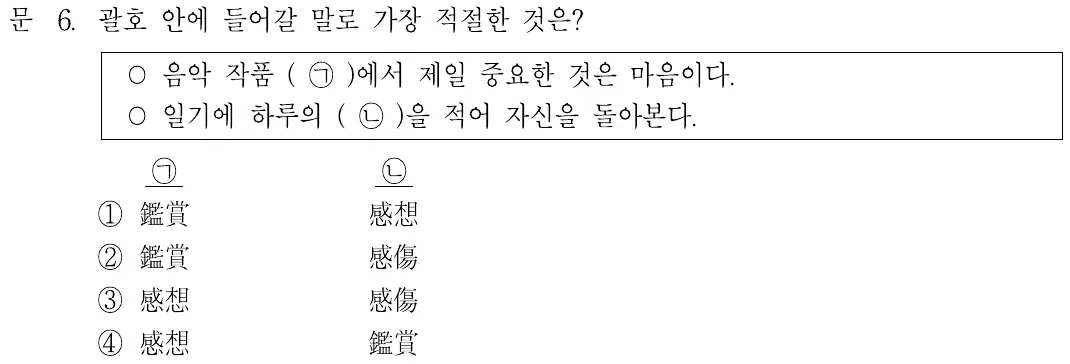 문 6. 괄호 안에 들어갈 말로 가장 적절한 것은?
○ 음악 작품 ( ㉠ )에서 제일 중요한 것은 마음이다.
○ 일기에 하루의 ( ㉡ )을 적어 자신을 돌아본다.
㉠ ㉡
① 鑑賞 感想
② 鑑賞 感傷
③ 感想 感傷
④ 感想 鑑賞